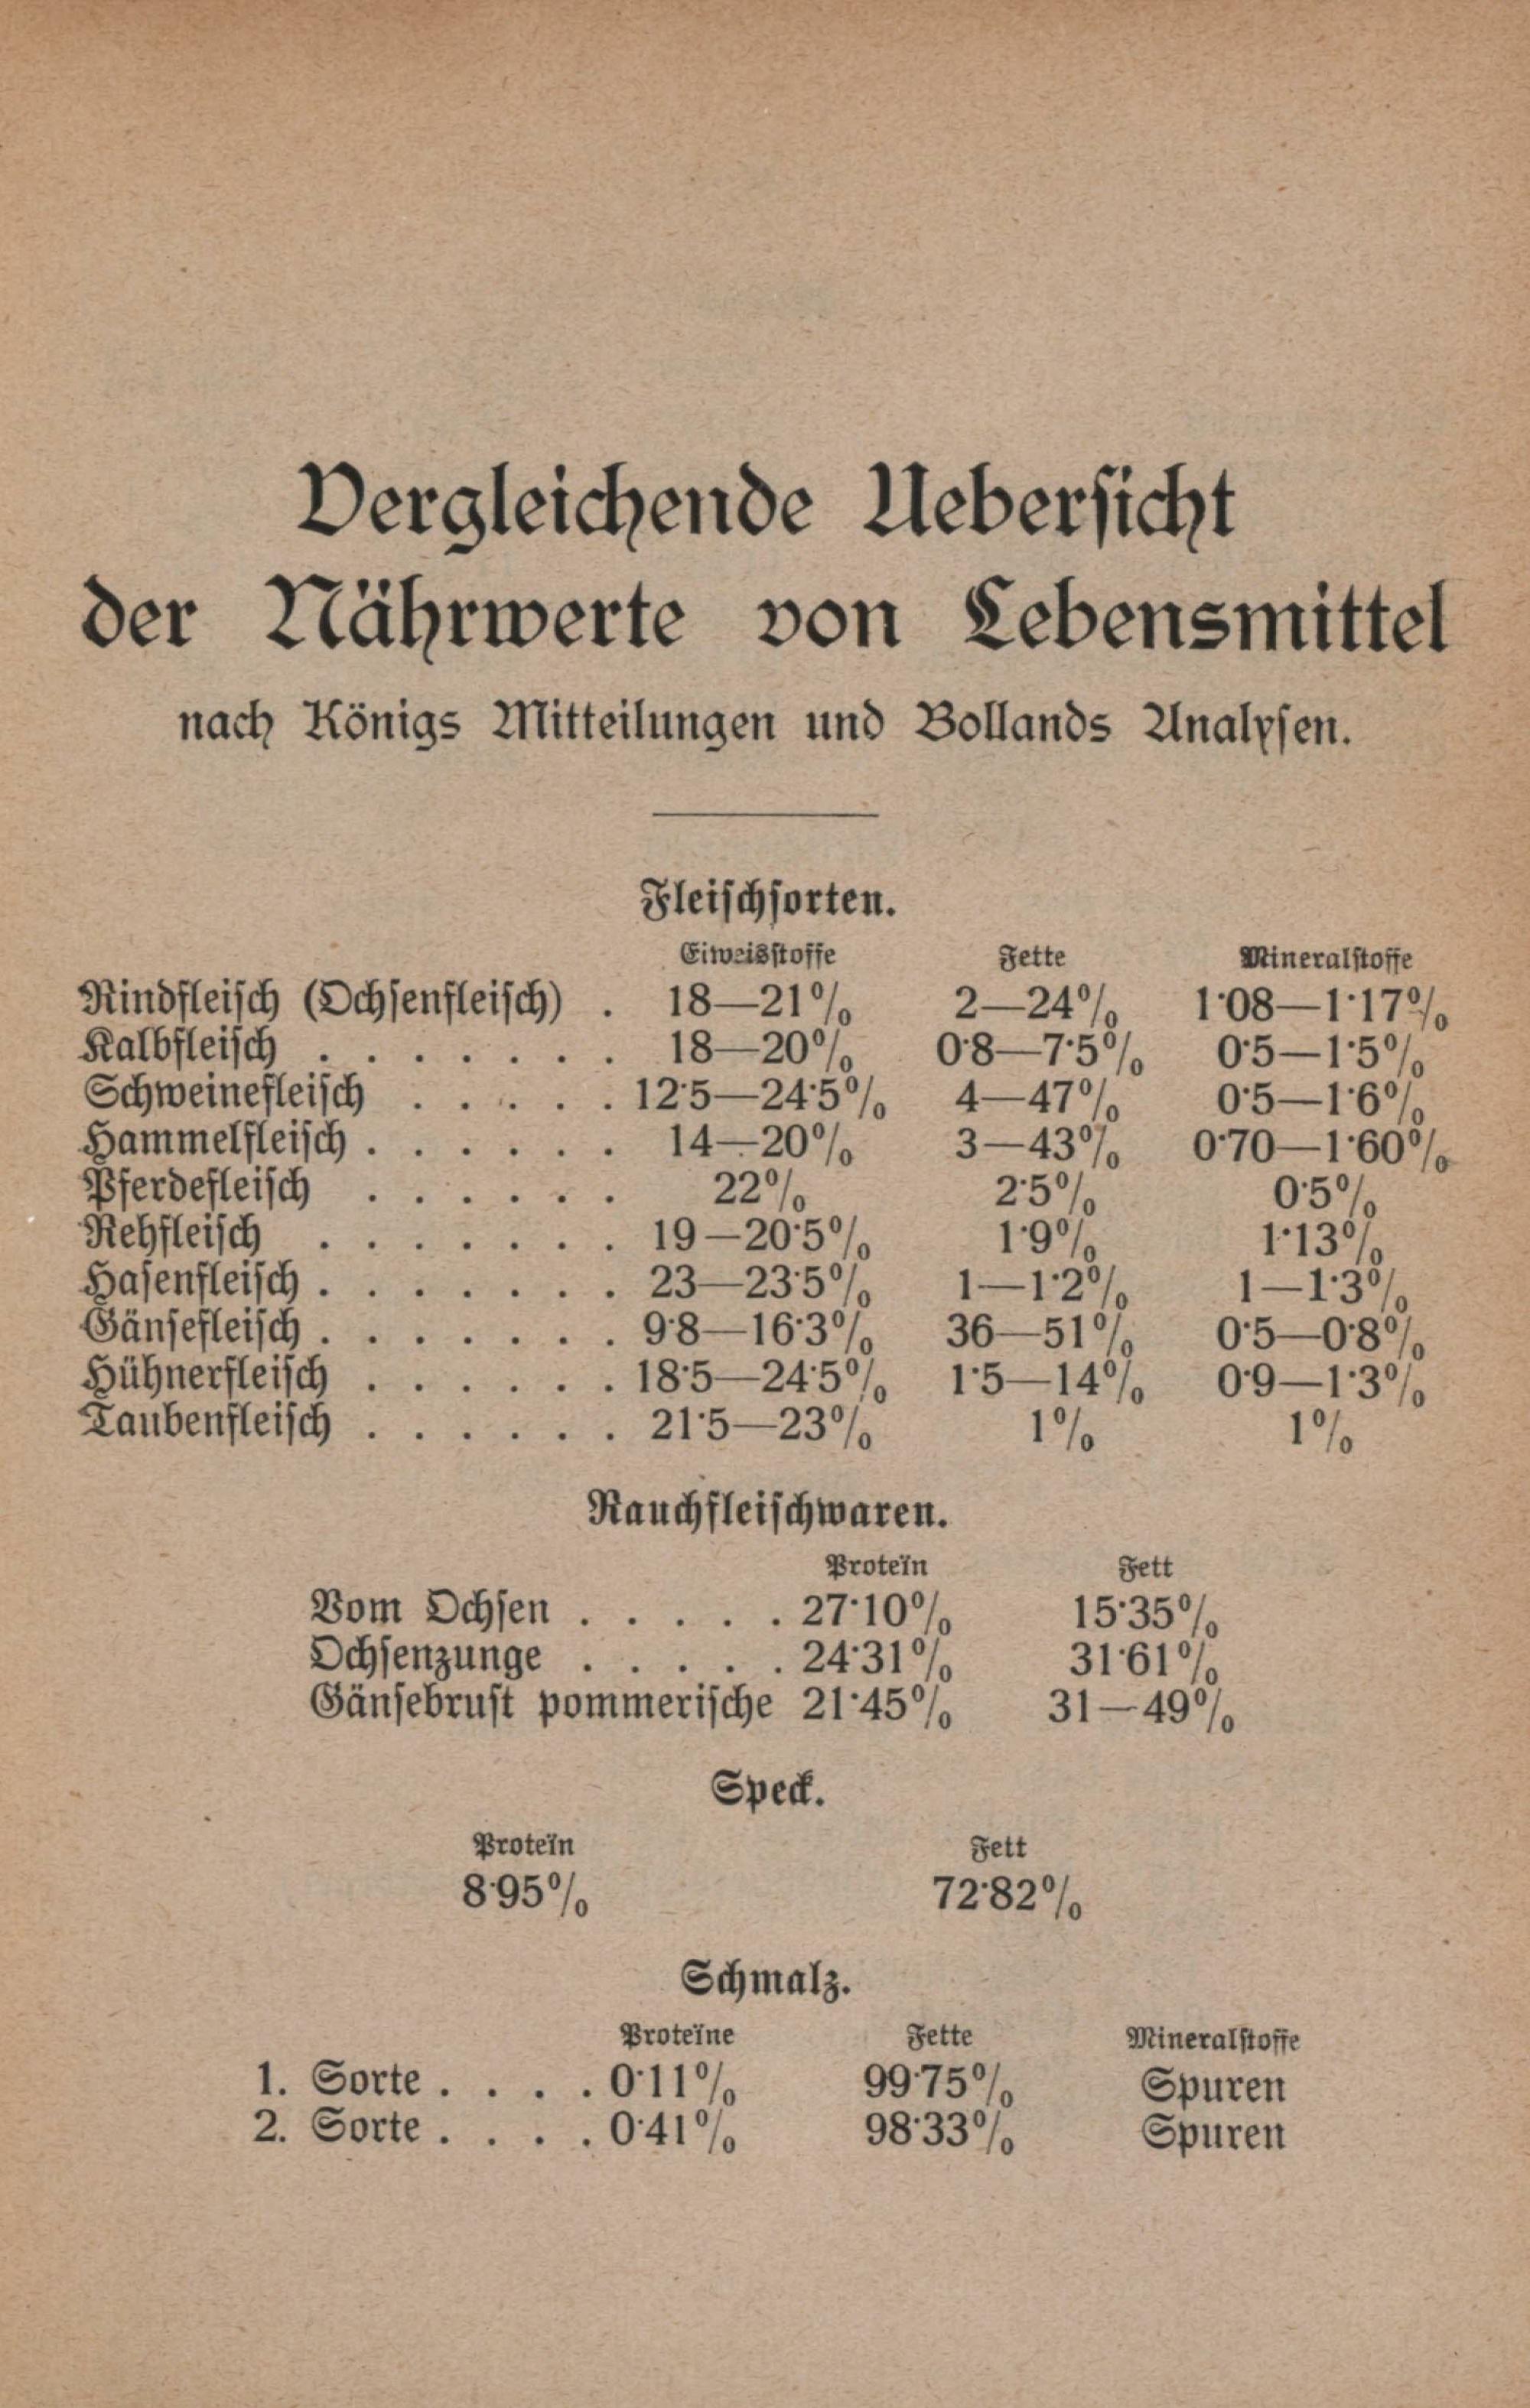 Vergleichende Uebersicht
der Nährwerte von Lebensmittel
nach Königs Mitteilungen und Bollands Analysen.
Fleischsorten.
Eiweisstoffe Fette Mineralstoffe
Rindfleisch (Ochsenfleisch) . 18—21% 2—24% 1·08—1·17%
Kalbfleisch . . . . . . . 18—20% 0·8—7·5% 0·5—1·5%
Schweinefleisch . . . . . 12·5—24·5% 4—47% 0·5—1·6%
Hammelfleisch . . . . . . 14—20% 3—43% 0·70—1·60%
Pferdefleisch . . . . . . 22% 2·5% 0·5%
Rehfleisch . . . . . . . 19—20·5% 1·9% 1·13%
Hasenfleisch . . . . . . . 23—23·5% 1—1·2% 1—1·3%
Gänsefleisch . . . . . . . 9·8—16·3% 36—51% 0·5—0·8%
Hühnerfleisch . . . . . . 18·5—24·5% 1·5—14% 0·9—1·3%
Taubenfleisch . . . . . . 21·5—23% 1% 1%
Rauchfleischwaren.
Proteïn Fett
Vom Ochsen . . . . . 27·10% 15·35%
Ochsenzunge . . . . . 24·31% 31·61%
Gänsebrust pommerische 21·45% 31—49%
Speck.
Proteïn Fett
8·95% 72·82%
Schmalz.
Proteïne Fette Mineralstoffe
1. Sorte . . . . 0·11% 99·75% Spuren
2. Sorte . . . . 0·41% 98·33% Spuren